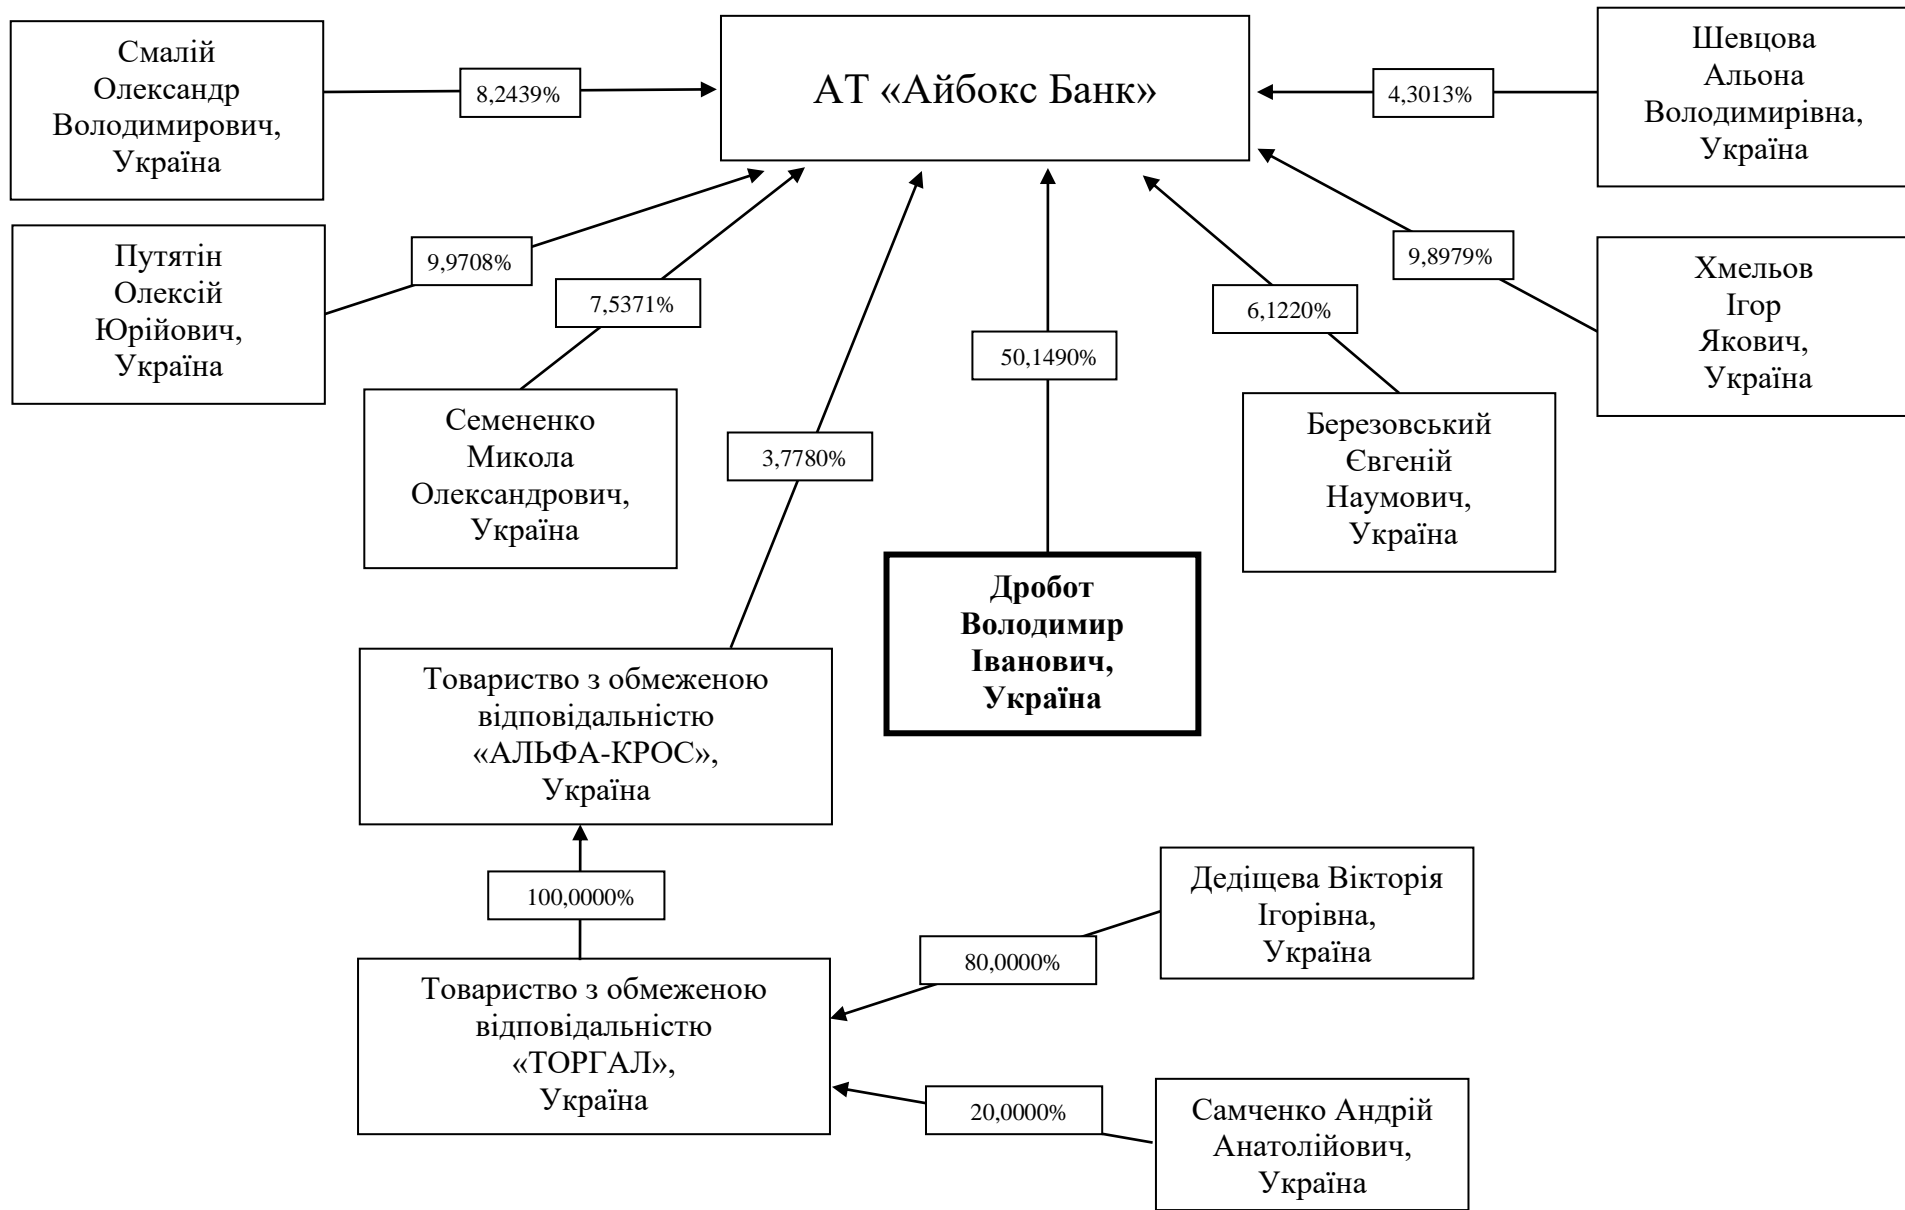 Смалій
Олександр
Володимирович,
Україна
8,2439%
АТ «Айбокс Банк»
4,3013%
Шевцова
Альона
Володимирівна,
Україна
Путятін
Олексій
Юрійович,
Україна
9,9708%
7,5371%
Семененко
Микола
Олександрович,
Україна
3,7780%
50,1490%
6,1220%
9,8979%
Хмельов
Ігор
Якович,
Україна
Березовський
Євгеній
Наумович,
Україна
Дробот
Володимир
Іванович,
Україна
Товариство з обмеженою
відповідальністю
«АЛЬФА-КРОС»,
Україна
100,0000%
Товариство з обмеженою
відповідальністю
«ТОРГАЛ»,
Україна
80,0000%
Дедіщева Вікторія
Ігорівна,
Україна
20,0000%
Самченко Андрій
Анатолійович,
Україна